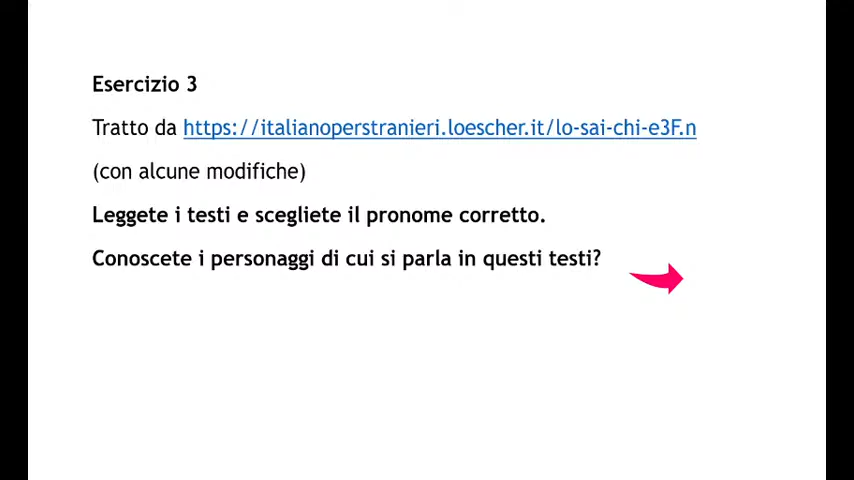 Esercizio 3
Tratto da https://italianoperstranieri.loescher.it/lo-sai-chi-e3F.n
(con alcune modifiche)
Leggete i testi e scegliete il pronome corretto.
Conoscete i personaggi di cui si parla in questi testi?